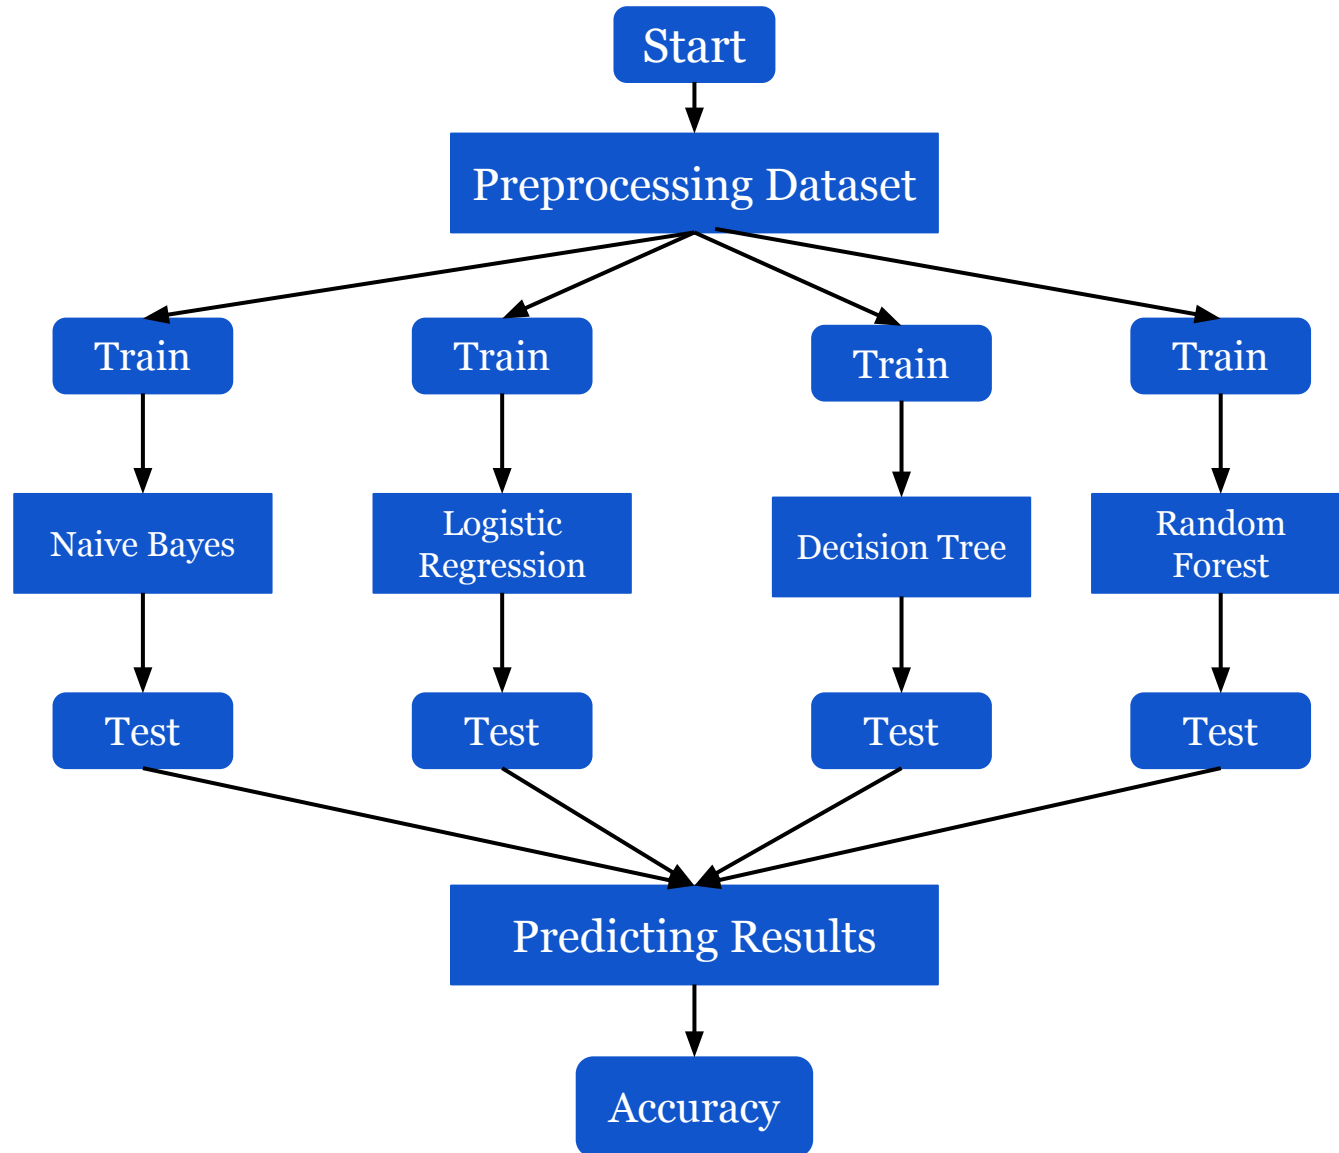 Start
Preprocessing Dataset
Train
Train
Train
Train
Naive Bayes
Logistic
Regression
Decision Tree
Random
Forest
Test
Test
Test
Test
Predicting Results
Accuracy